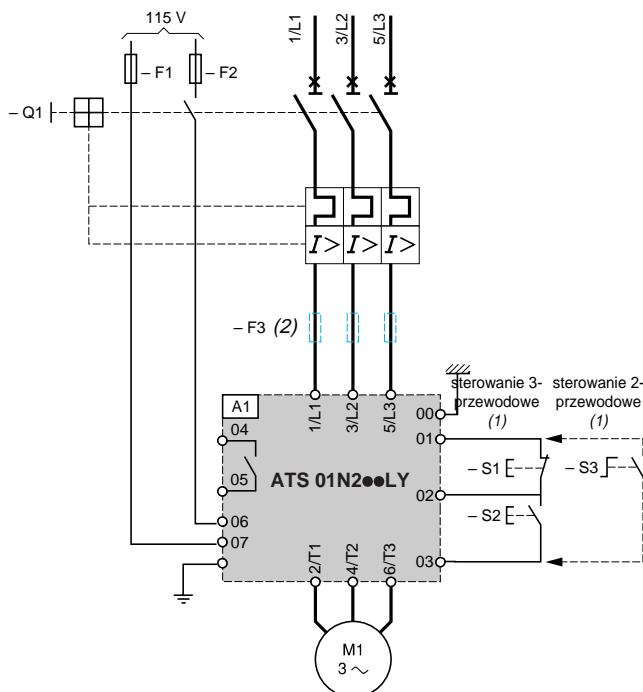 115 V
1/L1
3/L2
5/L3
– F1
– F2
– Q1
I>
I>
I>
– F3 (2)
sterowanie 3-
przewodowe
(1)
sterowanie 2-
przewodowe
(1)
A1
1/L1
3/L2
5/L3
00
04
01
05
ATS 01N2●●LY
– S1
– S3
02
– S2
06
07
03
2/T1
4/T2
6/T3
M1
3 ~